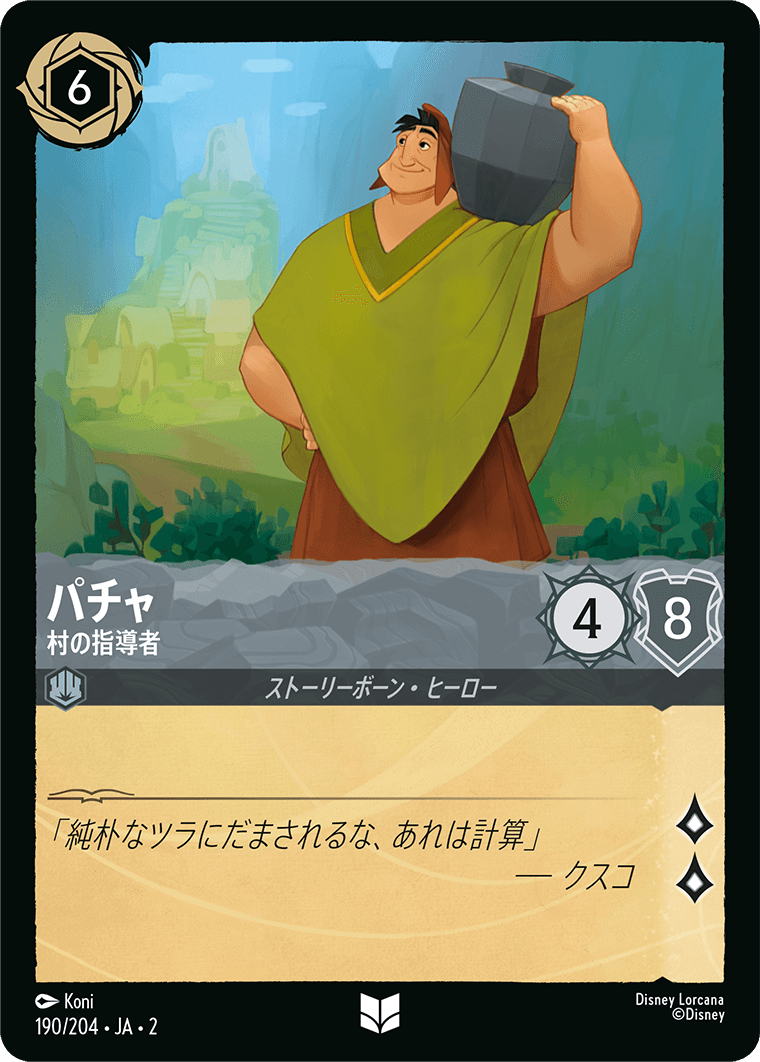 6
パチャ
村の指導者
4
8
ストーリーボーン・ヒーロー
「純朴なツラにだまされるな、あれは計算」
― クスコ
Koni
190/204・JA・2
Disney Lorcana
©Disney